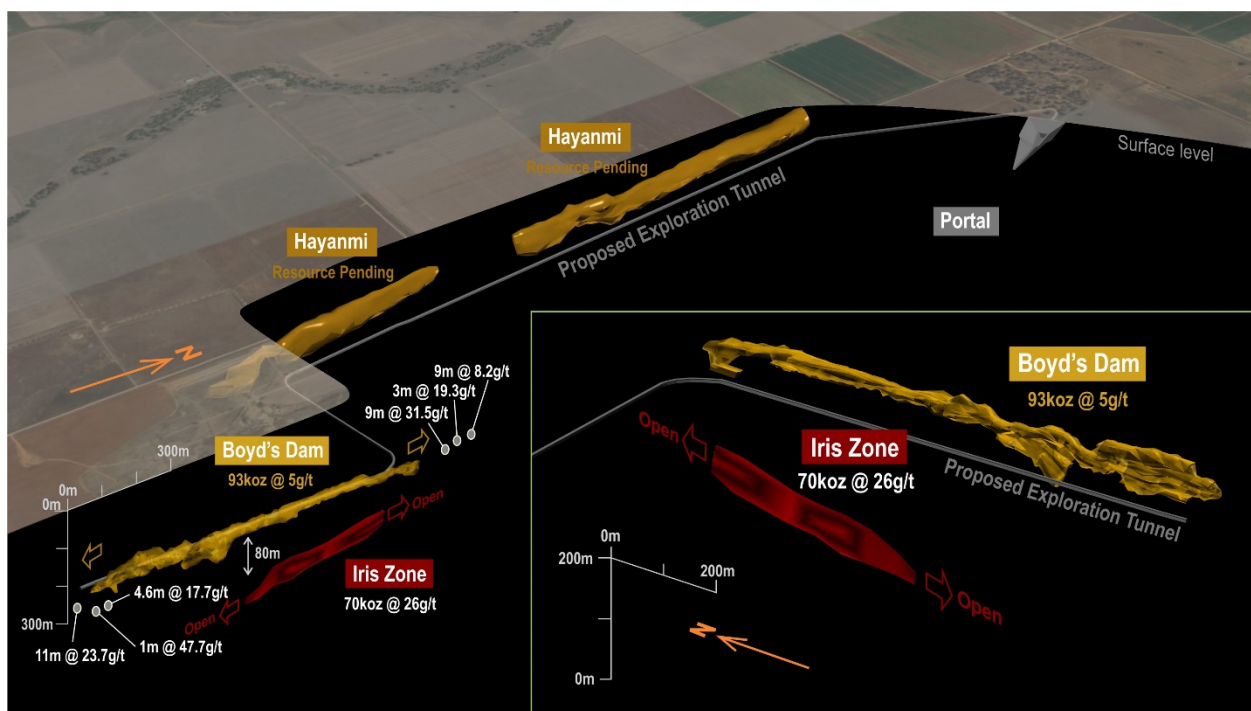 Hayanmi
Resource Pending
Surface level
Portal
Proposed Exploration Tunnel
Hayanmi
Resource Pending
N
9m @ 8.2g/t
3m @ 19.3g/t
9m @ 31.5g/t
300m
Boyd's Dam
93koz @ 5g/t
0m
0m
Open
80m
Iris Zone
70koz @ 26g/t
4.6m @ 17.7g/t
Open
300m
1m @ 47.7g/t
11m @ 23.7g/t
Boyd's Dam
93koz @ 5g/t
Open
Iris Zone
70koz @ 26g/t
Proposed Exploration Tunnel
0m
200m
200m
Open
N
0m